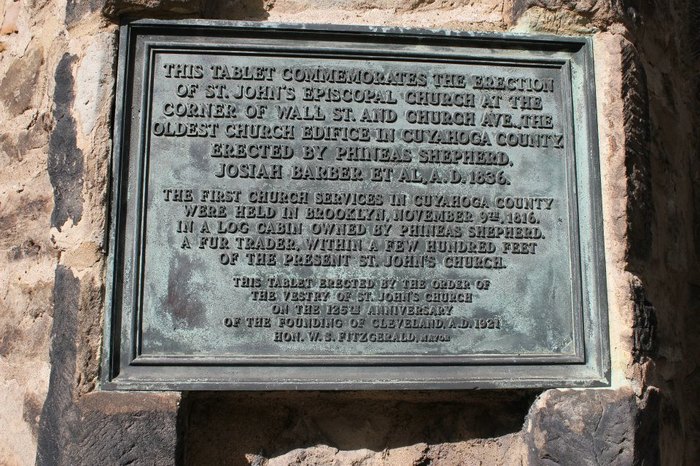 THIS TABLET COMMEMORATES THE ERECTION
OF ST. JOHN'S EPISCOPAL CHURCH AT THE
CORNER OF WALL ST. AND CHURCH AVE., THE
OLDEST CHURCH EDIFICE IN CUYAHOGA COUNTY
ERECTED BY PHINEAS SHEPHERD,
JOSIAH BARBER ET AL, A.D. 1836.
THE FIRST CHURCH SERVICES IN CUYAHOGA COUNTY
WERE HELD IN BROOKLYN, NOVEMBER 9TH, 1816.
IN A LOG CABIN OWNED BY PHINEAS SHEPHERD.
A FUR TRADER, WITHIN A FEW HUNDRED FEET
OF THE PRESENT ST. JOHN'S CHURCH.
THIS TABLET ERECTED BY THE ORDER OF
THE VESTRY OF ST. JOHN'S CHURCH
ON THE 125TH ANNIVERSARY
OF THE FOUNDING OF CLEVELAND, A.D. 1921
HON. W. S. FITZGERALD, MAYOR